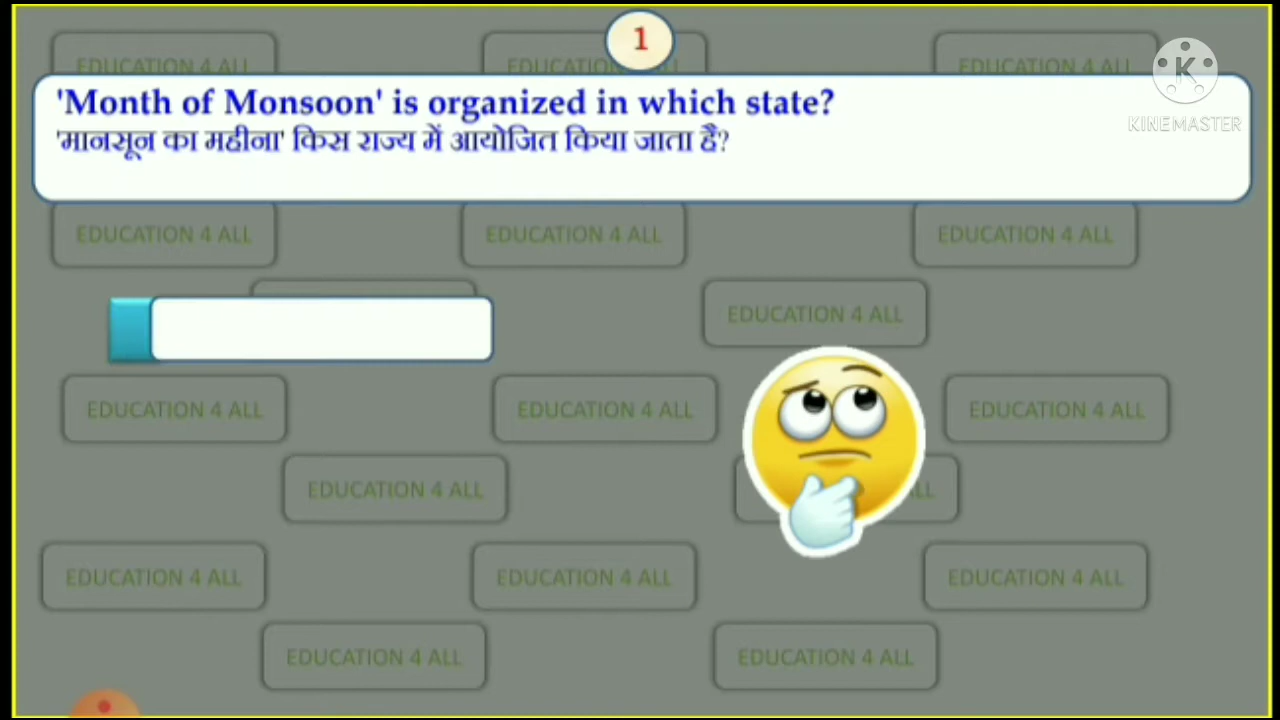 1
EDUCATION 4 ALL
EDUCATION 4 ALL
EDUCATION 4 ALL
K
KINEMASTER
'Month of Monsoon' is organized in which state?
'मानसून का महीना' किस राज्य में आयोजित किया जाता है?
EDUCATION 4 ALL
EDUCATION 4 ALL
EDUCATION 4 ALL
EDUCATION 4 ALL
EDUCATION 4 ALL
EDUCATION 4 ALL
EDUCATION 4 ALL
EDUCATION 4 ALL
ALL
EDUCATION 4 ALL
EDUCATION 4 ALL
EDUCATION 4 ALL
EDUCATION 4 ALL
EDUCATION 4 ALL